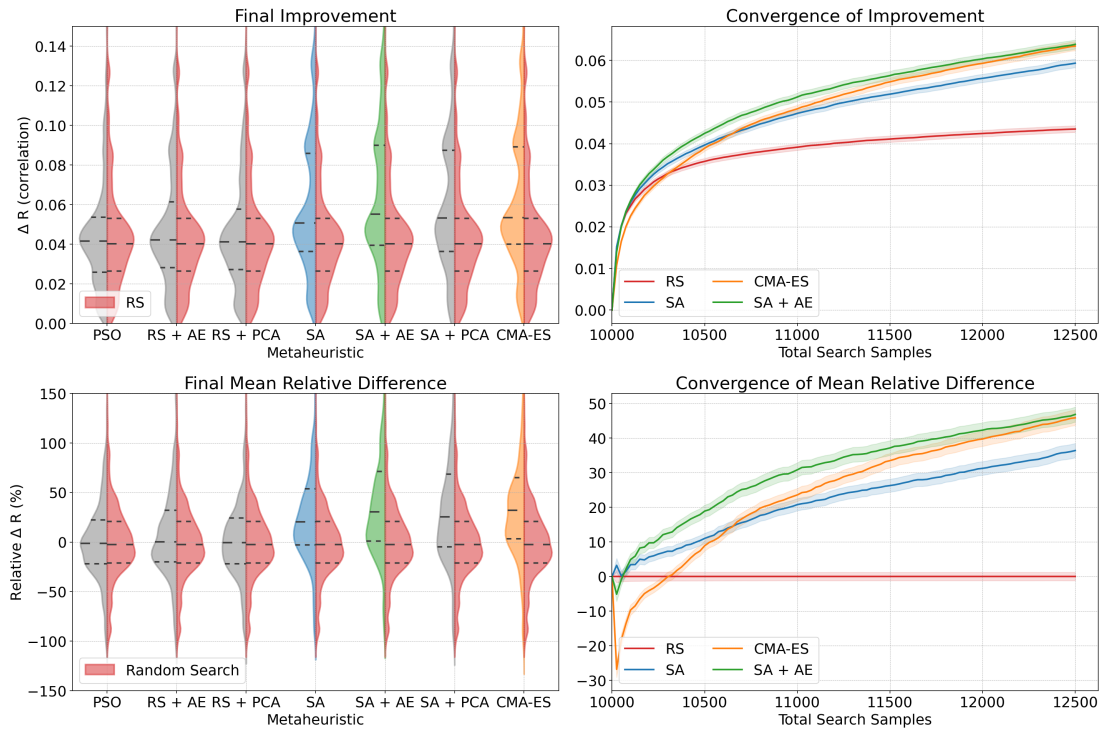 Final Improvement
Δ R (correlation)
0.14
0.12
0.10
0.08
0.06
0.04
0.02
0.00
RS
PSO RS + AE RS + PCA SA SA + AE SA + PCA CMA-ES
Metaheuristic
Convergence of Improvement
0.06
0.05
0.04
0.03
0.02
0.01
0.00
RS CMA-ES
SA SA + AE
10000 10500 11000 11500 12000 12500
Total Search Samples
Final Mean Relative Difference
Relative Δ R (%)
150
100
50
0
−50
−100
−150
Random Search
PSO RS + AE RS + PCA SA SA + AE SA + PCA CMA-ES
Metaheuristic
Convergence of Mean Relative Difference
50
40
30
20
10
0
−10
−20
−30
RS CMA-ES
SA SA + AE
10000 10500 11000 11500 12000 12500
Total Search Samples